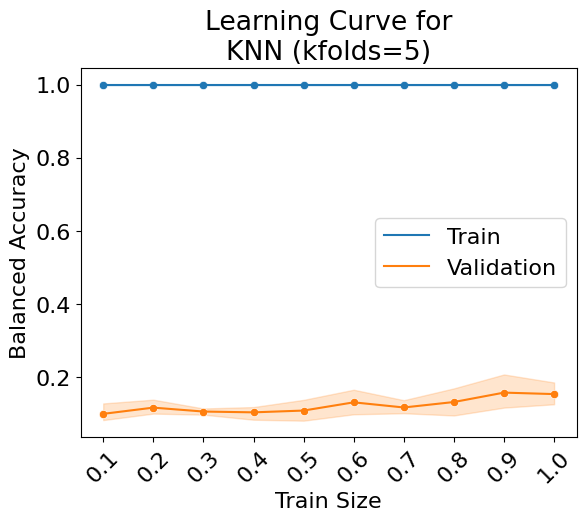 Learning Curve for
KNN (kfolds=5)
Balanced Accuracy
1.0
0.8
0.6
0.4
0.2
Train
Validation
0.1 0.2 0.3 0.4 0.5 0.6 0.7 0.8 0.9 1.0
Train Size